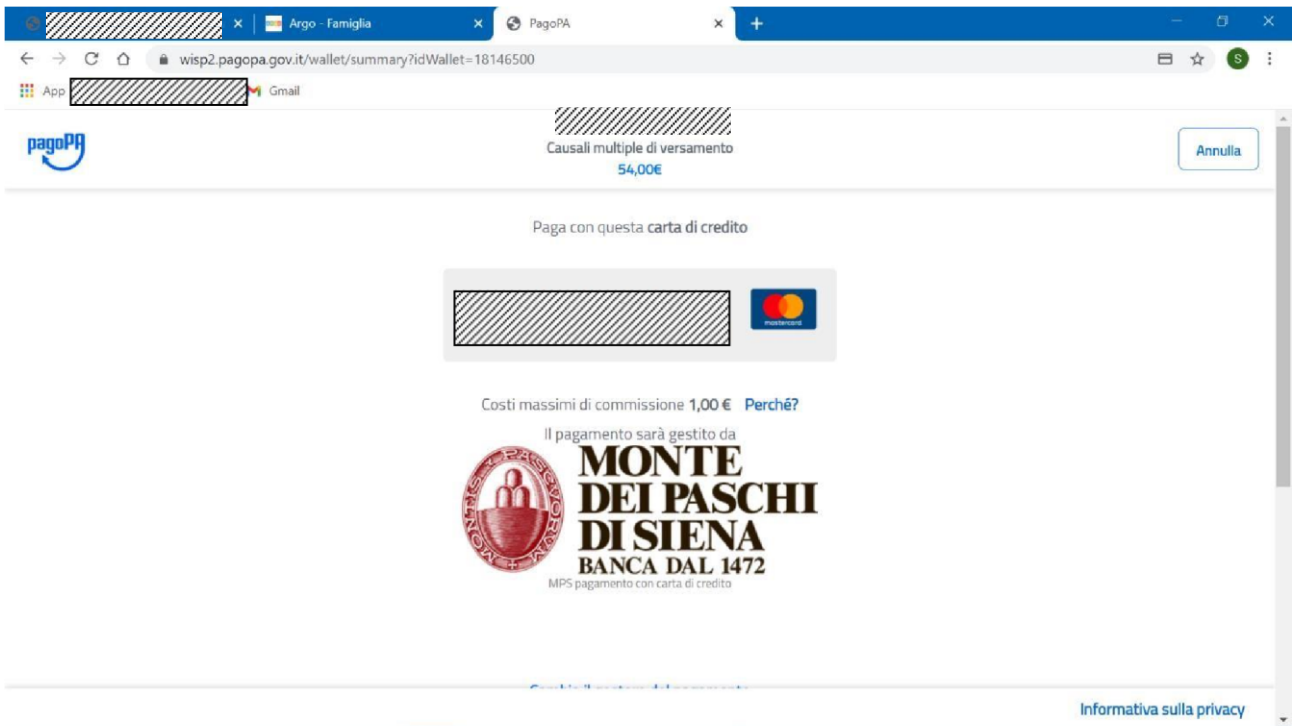 Argo - Famiglia
PagoPA
wisp2.pagopa.gov.it/wallet/summary?idWallet=18146500
S
App
Gmail
pagoPA
Causali multiple di versamento
54,00€
Annulla
Paga con questa carta di credito
mastercard
Costi massimi di commissione 1,00 € Perché?
Il pagamento sarà gestito da
MONTIS PASCVORVM
MONTE
DEI PASCHI
DI SIENA
BANCA DAL 1472
MPS pagamento con carta di credito
Informativa sulla privacy